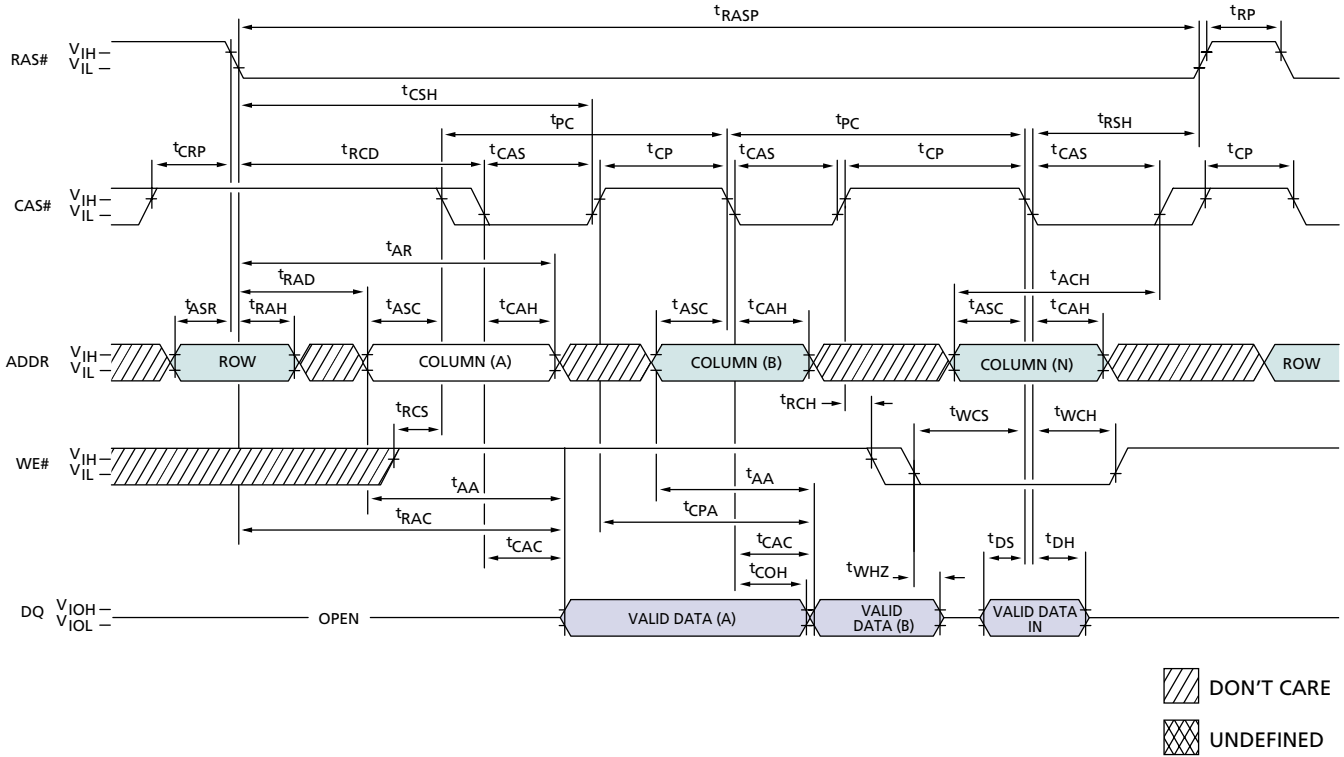 tRASP
tRP
RAS#
VIH
VIL
tCSH
tPC
tPC
tRSH
tCRP
tRCD
tCAS
tCP
tCAS
tCP
tCAS
tCP
CAS#
VIH
VIL
tAR
tRAD
tACH
tASR
tRAH
tASC
tCAH
tASC
tCAH
tASC
tCAH
ADDR
VIH
VIL
ROW
COLUMN (A)
COLUMN (B)
COLUMN (N)
ROW
tRCS
tRCH
tWCS
tWCH
WE#
VIH
VIL
tAA
tAA
tRAC
tCPA
tCAC
tCAC
tDS
tDH
tCOH
tWHZ
DQ
VIOH
VIOL
OPEN
VALID DATA (A)
VALID
DATA (B)
VALID DATA
IN
DON'T CARE
UNDEFINED